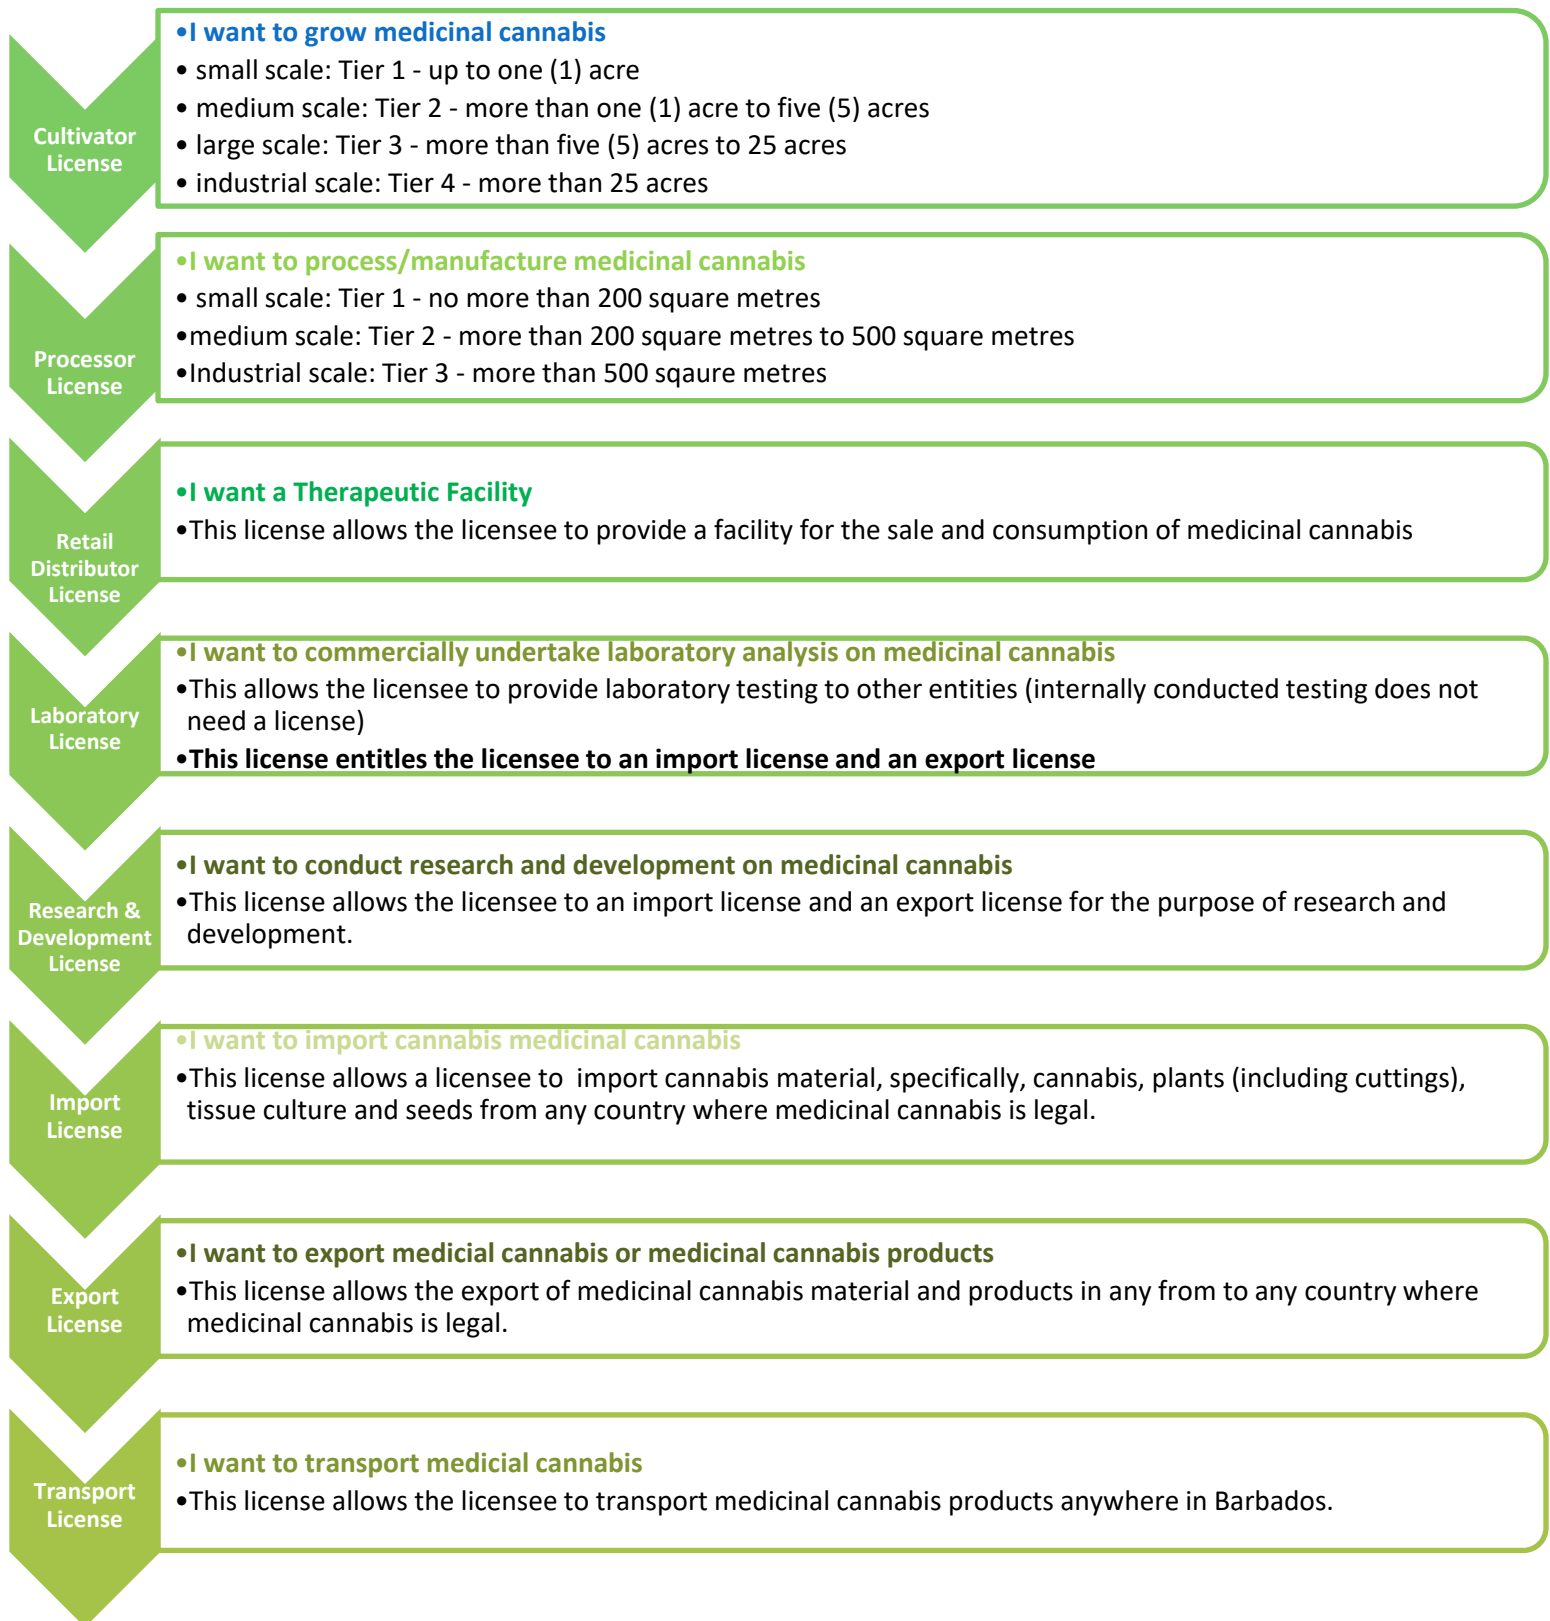 •I want to grow medicinal cannabis
• small scale: Tier 1 - up to one (1) acre
• medium scale: Tier 2 - more than one (1) acre to five (5) acres
• large scale: Tier 3 - more than five (5) acres to 25 acres
• industrial scale: Tier 4 - more than 25 acres
Cultivator
License
•I want to process/manufacture medicinal cannabis
• small scale: Tier 1 - no more than 200 square metres
•medium scale: Tier 2 - more than 200 square metres to 500 square metres
•Industrial scale: Tier 3 - more than 500 sqaure metres
Processor
License
•I want a Therapeutic Facility
•This license allows the licensee to provide a facility for the sale and consumption of medicinal cannabis
Retail
Distributor
License
•I want to commercially undertake laboratory analysis on medicinal cannabis
•This allows the licensee to provide laboratory testing to other entities (internally conducted testing does not
need a license)
•This license entitles the licensee to an import license and an export license
Laboratory
License
•I want to conduct research and development on medicinal cannabis
•This license allows the licensee to an import license and an export license for the purpose of research and
development.
Research &
Development
License
•I want to import cannabis medicinal cannabis
•This license allows a licensee to  import cannabis material, specifically, cannabis, plants (including cuttings),
tissue culture and seeds from any country where medicinal cannabis is legal.
Import
License
•I want to export medicial cannabis or medicinal cannabis products
•This license allows the export of medicinal cannabis material and products in any from to any country where
medicinal cannabis is legal.
Export
License
•I want to transport medicial cannabis
•This license allows the licensee to transport medicinal cannabis products anywhere in Barbados.
Transport
License